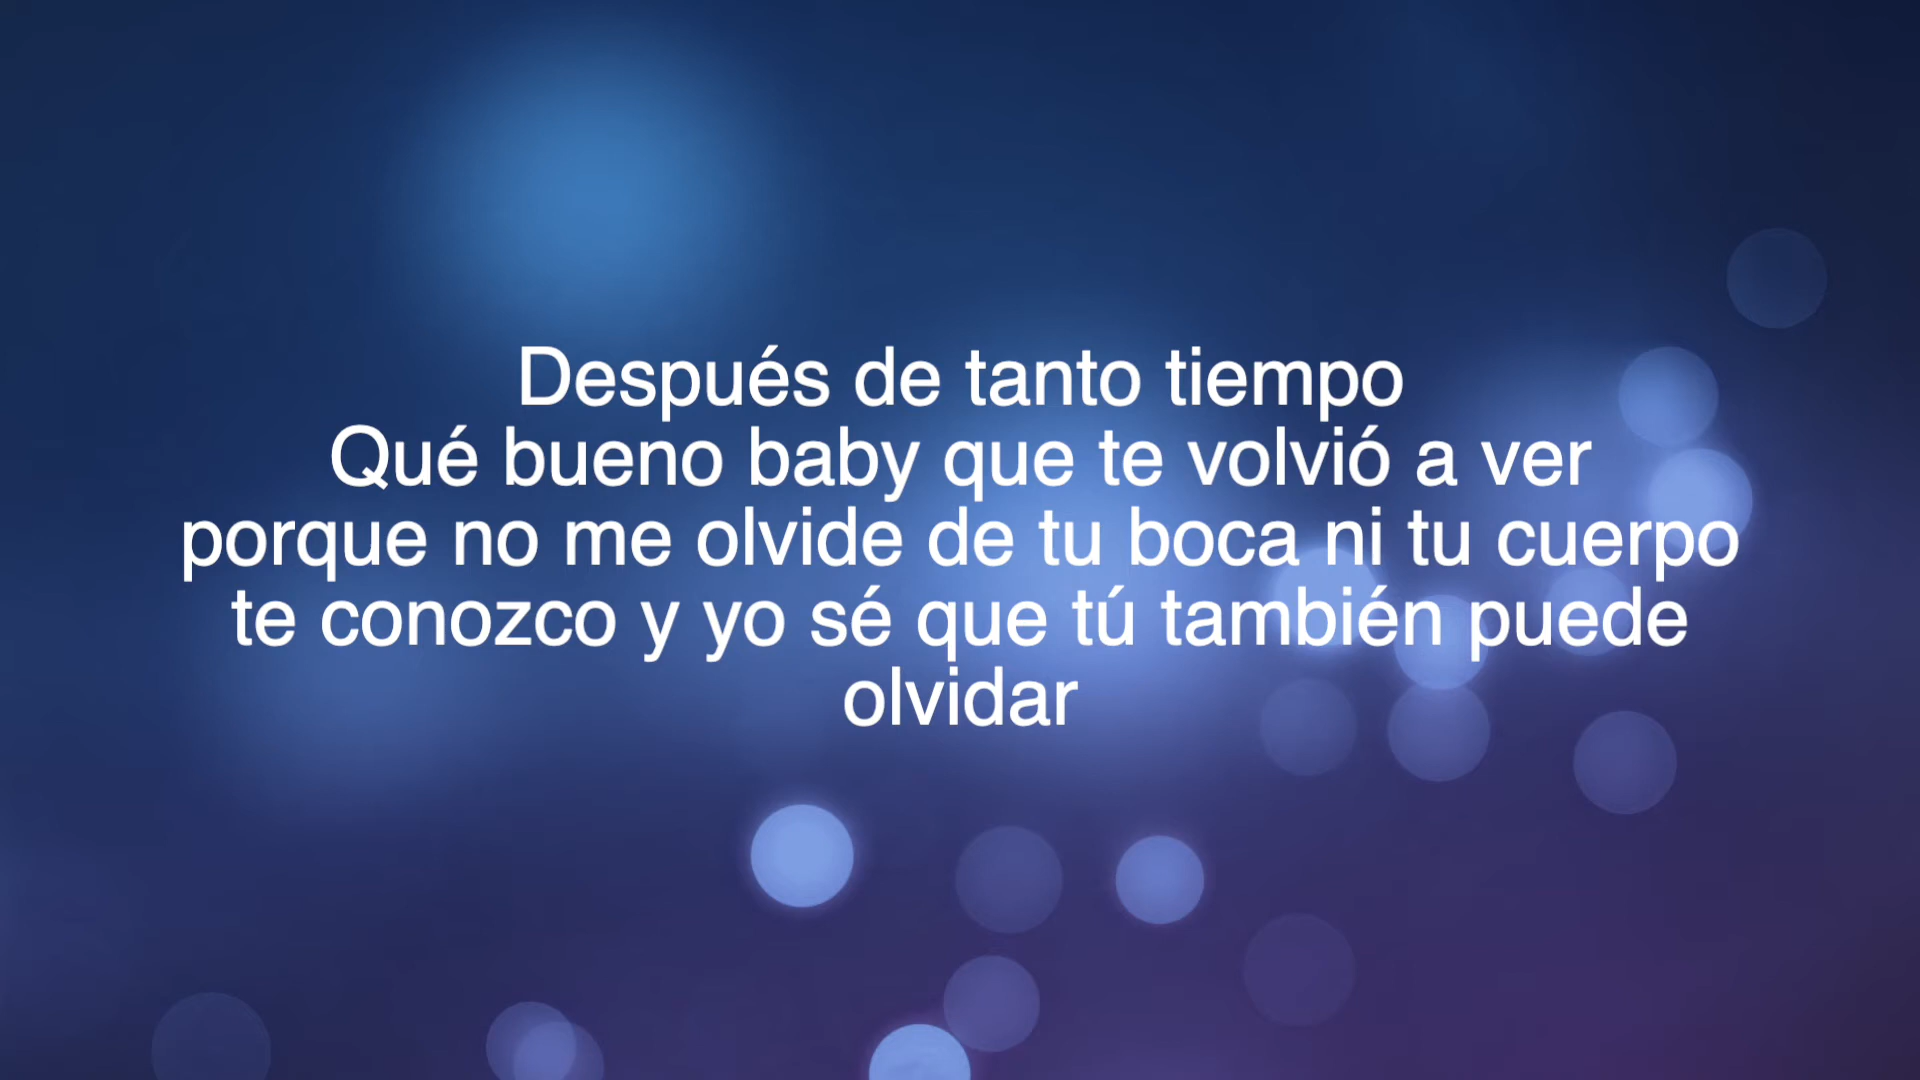 Después de tanto tiempo
Qué bueno baby que te volvió a ver
porque no me olvide de tu boca ni tu cuerpo
te conozco y yo sé que tú también puede
olvidar